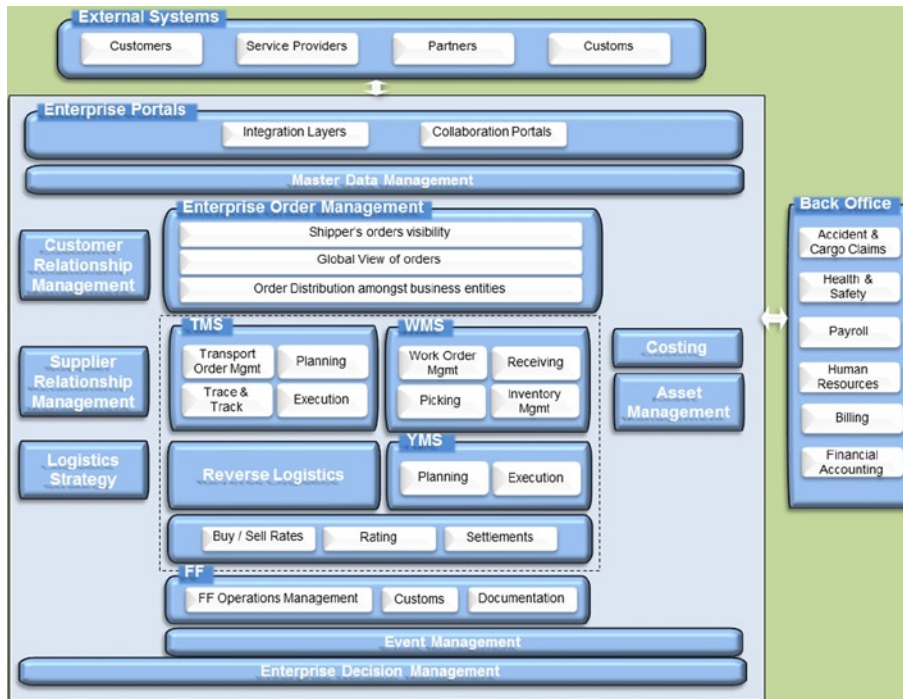 External Systems
Customers
Service Providers
Partners
Customs
Enterprise Portals
Integration Layers
Collaboration Portals
Master Data Management
Enterprise Order Management
Shipper's orders visibility
Global View of orders
Order Distribution amongst business entities
Customer
Relationship
Management
Supplier
Relationship
Management
Logistics
Strategy
TMS
Transport
Order Mgmt
Planning
Trace &
Track
Execution
WMS
Work Order
Mgmt
Receiving
Picking
Inventory
Mgmt
Reverse Logistics
YMS
Planning
Execution
Buy / Sell Rates
Rating
Settlements
FF
FF Operations Management
Customs
Documentation
Event Management
Enterprise Decision Management
Costing
Asset
Management
Back Office
Accident &
Cargo Claims
Health &
Safety
Payroll
Human
Resources
Billing
Financial
Accounting